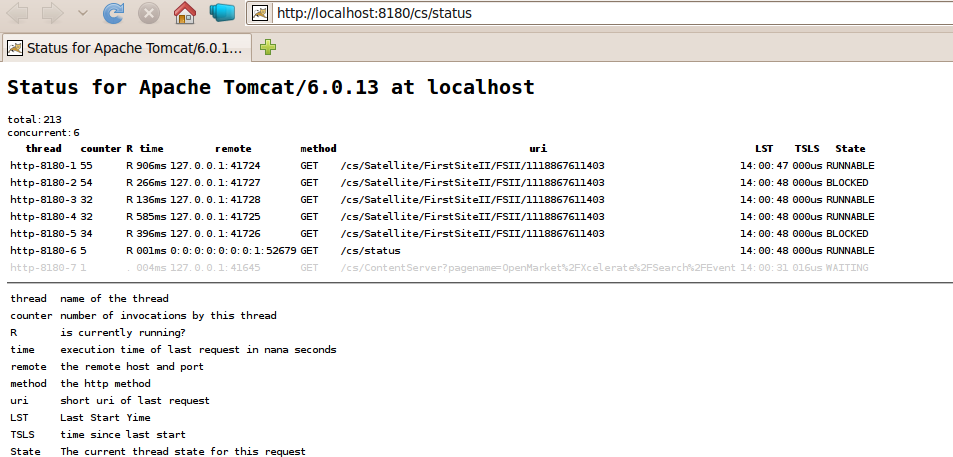 http://localhost:8180/cs/status
Status for Apache Tomcat/6.0.1...
Status for Apache Tomcat/6.0.13 at localhost
total:213
concurrent:6
thread counter R time remote method uri LST TSLS State
http-8180-1 55 R 906ms 127.0.0.1:41724 GET /cs/Satellite/FirstSiteII/FSII/1118867611403 14:00:47 000us RUNNABLE
http-8180-2 54 R 266ms 127.0.0.1:41727 GET /cs/Satellite/FirstSiteII/FSII/1118867611403 14:00:48 000us BLOCKED
http-8180-3 32 R 136ms 127.0.0.1:41728 GET /cs/Satellite/FirstSiteII/FSII/1118867611403 14:00:48 000us RUNNABLE
http-8180-4 32 R 585ms 127.0.0.1:41725 GET /cs/Satellite/FirstSiteII/FSII/1118867611403 14:00:48 000us RUNNABLE
http-8180-5 34 R 396ms 127.0.0.1:41726 GET /cs/Satellite/FirstSiteII/FSII/1118867611403 14:00:48 000us BLOCKED
http-8180-6 5 R 001ms 0:0:0:0:0:0:0:1:52679 GET /cs/status 14:00:48 000us RUNNABLE
http-8180-7 1 . 004ms 127.0.0.1:41645 GET /cs/ContentServer?pagename=OpenMarket%2FXcelerate%2FSearch%2FEvent 14:00:31 016us WAITING
thread name of the thread
counter number of invocations by this thread
R is currently running?
time execution time of last request in nana seconds
remote the remote host and port
method the http method
uri short uri of last request
LST Last Start Yime
TSLS time since last start
State The current thread state for this request